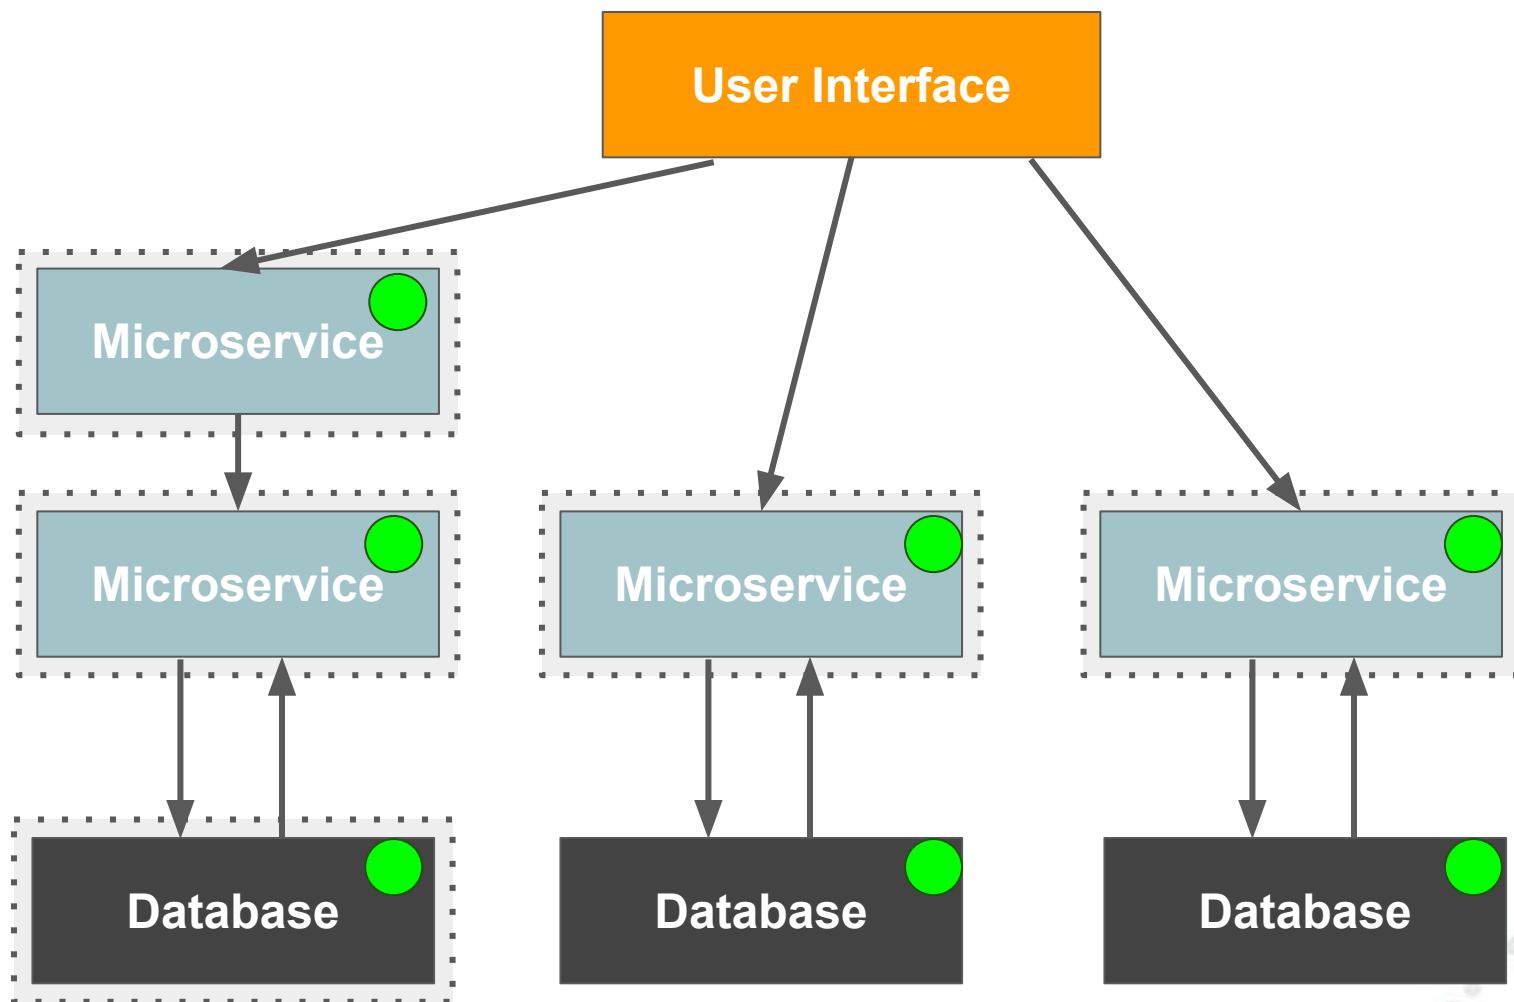 User Interface
Microservice
Microservice
Microservice
Microservice
Database
Database
Database